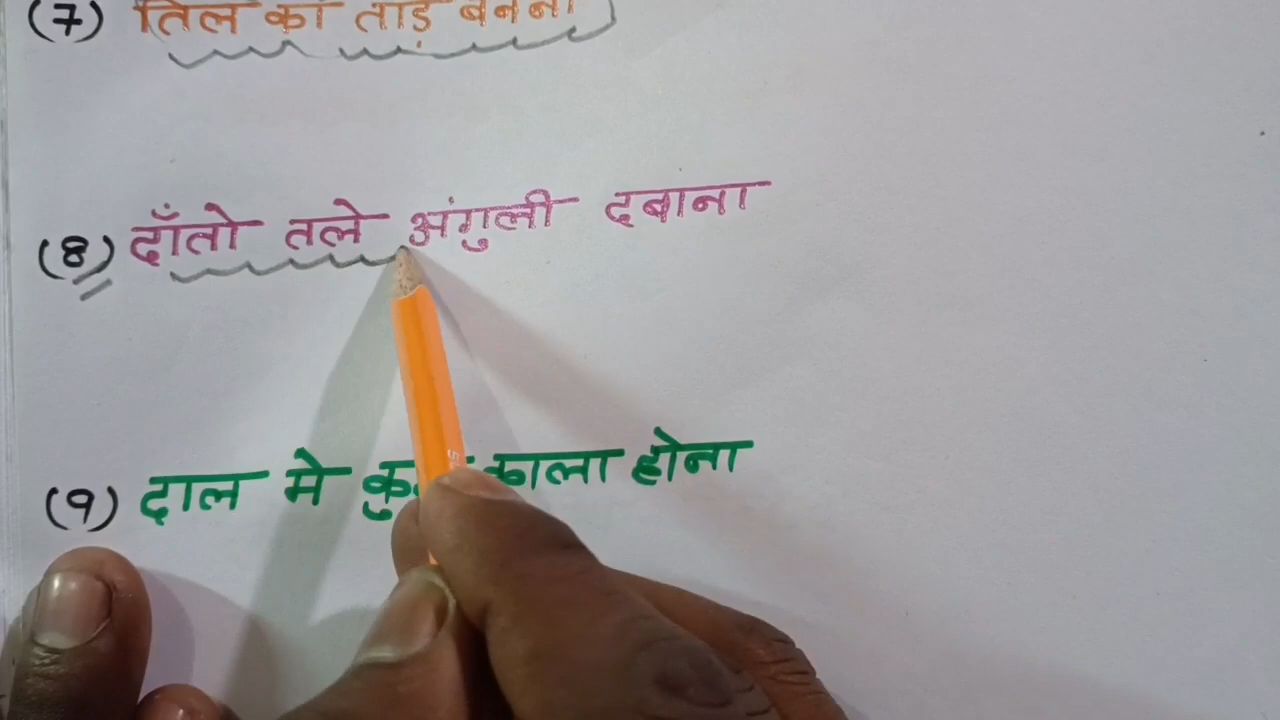 (7) तिल का ताड़ बनना
(8) दाँतो तले अंगुली दबाना
(9) दाल मे काला होना